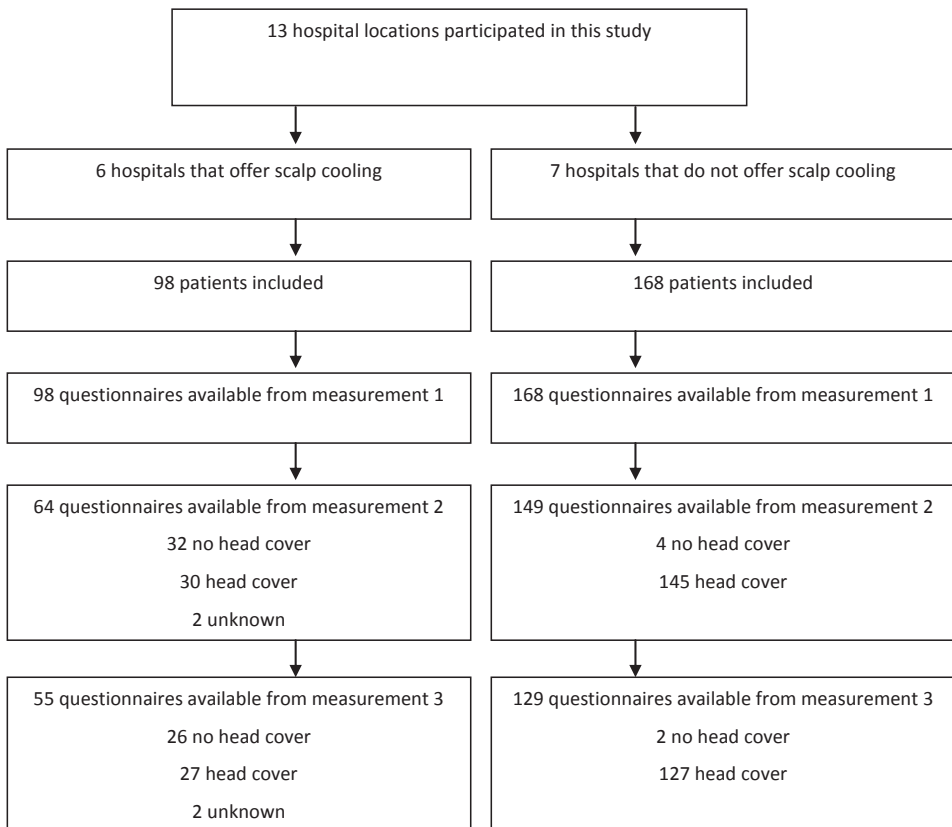 13 hospital locations participated in this study
6 hospitals that offer scalp cooling
7 hospitals that do not offer scalp cooling
98 patients included
168 patients included
98 questionnaires available from measurement 1
168 questionnaires available from measurement 1
64 questionnaires available from measurement 2
32 no head cover
30 head cover
2 unknown
149 questionnaires available from measurement 2
4 no head cover
145 head cover
55 questionnaires available from measurement 3
26 no head cover
27 head cover
2 unknown
129 questionnaires available from measurement 3
2 no head cover
127 head cover